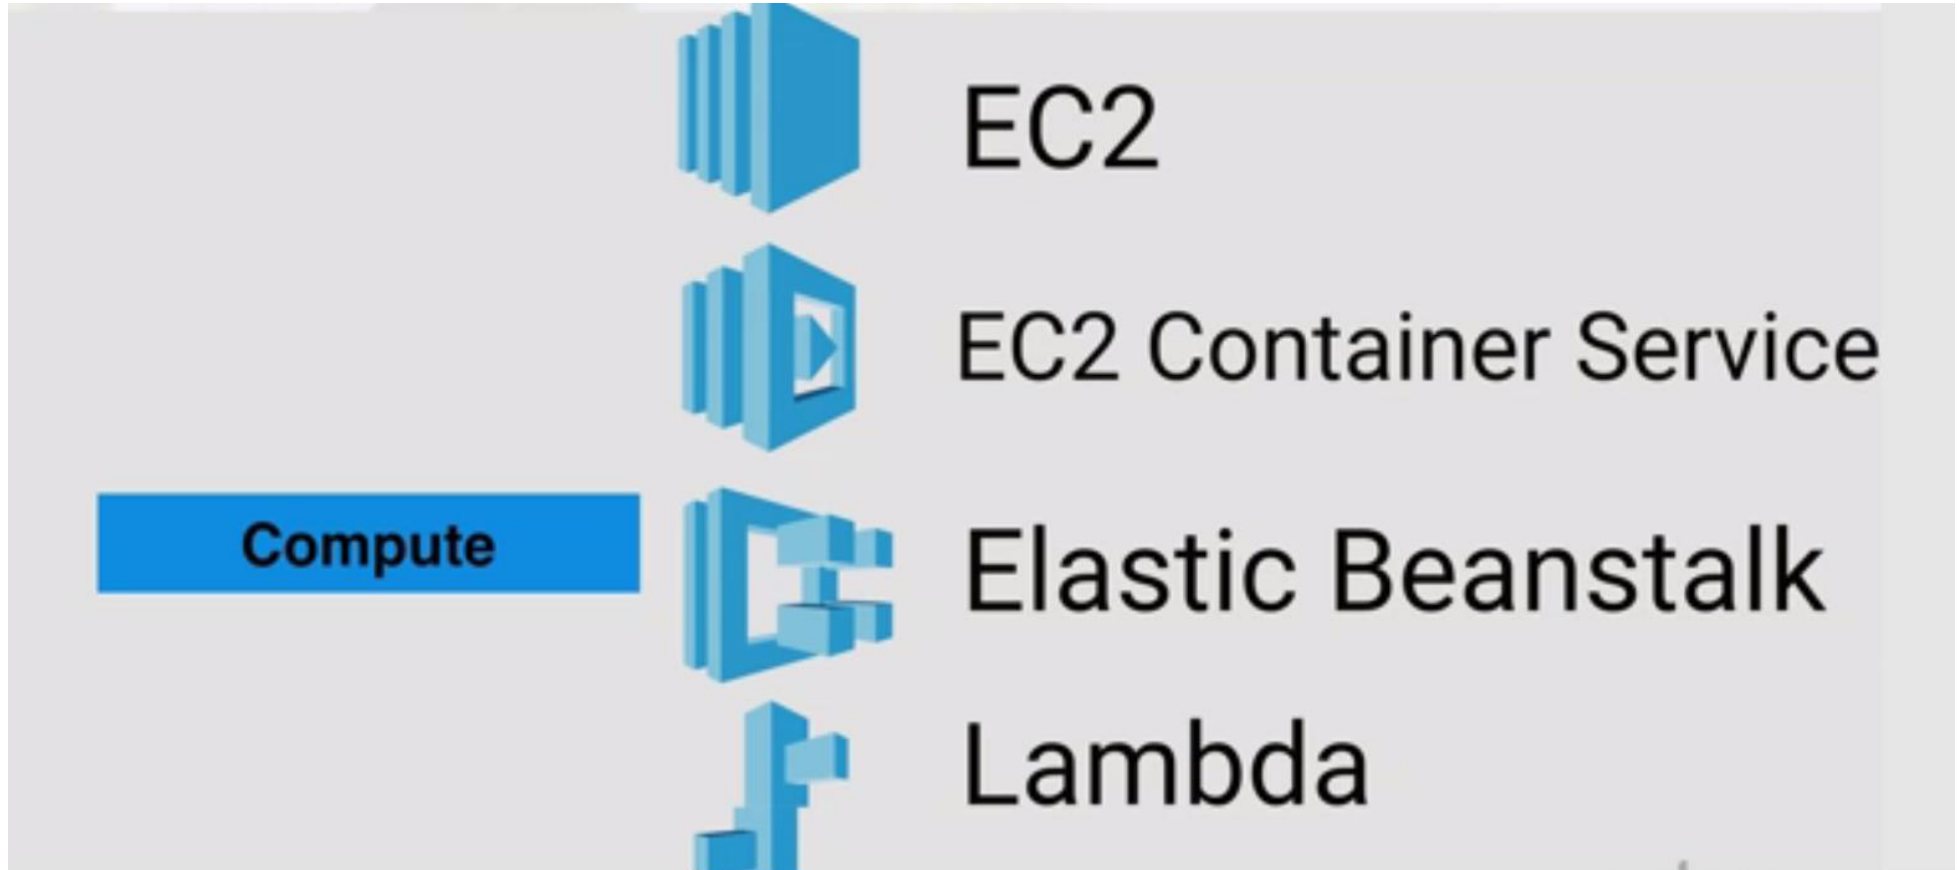 EC2
EC2 Container Service
Compute
Elastic Beanstalk
Lambda